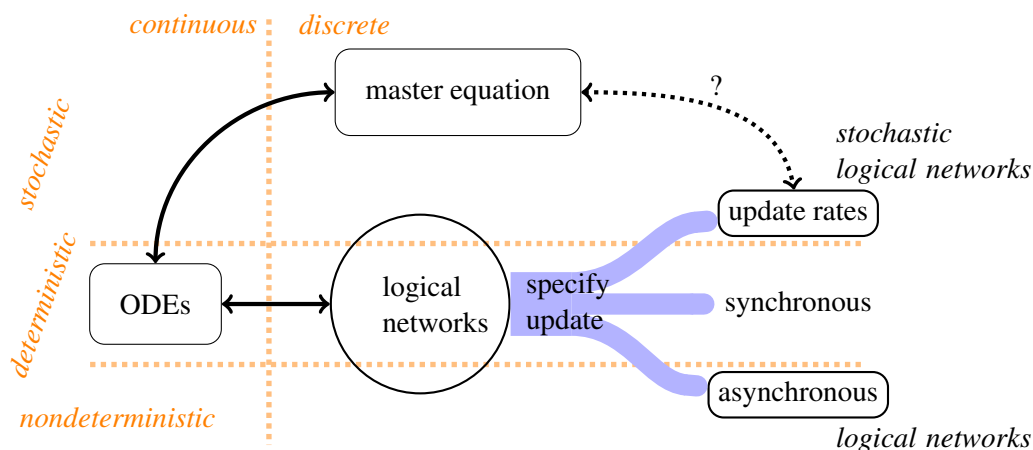 continuous
discrete
stochastic
master equation
?
stochastic
logical networks
update rates
deterministic
ODEs
logical
networks
specify
update
synchronous
asynchronous
nondeterministic
logical networks